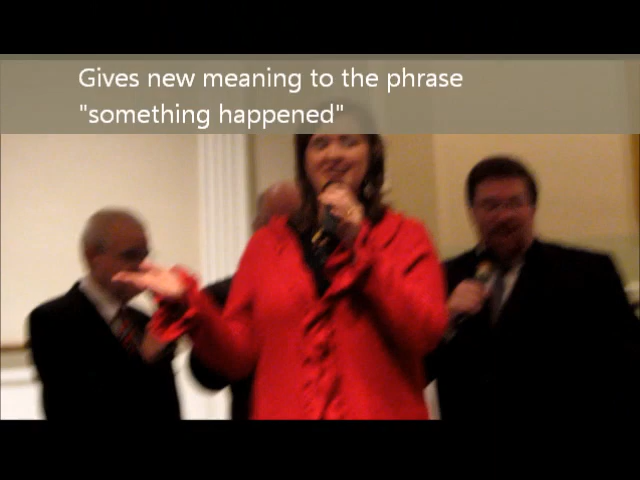 Gives new meaning to the phrase
"something happened"